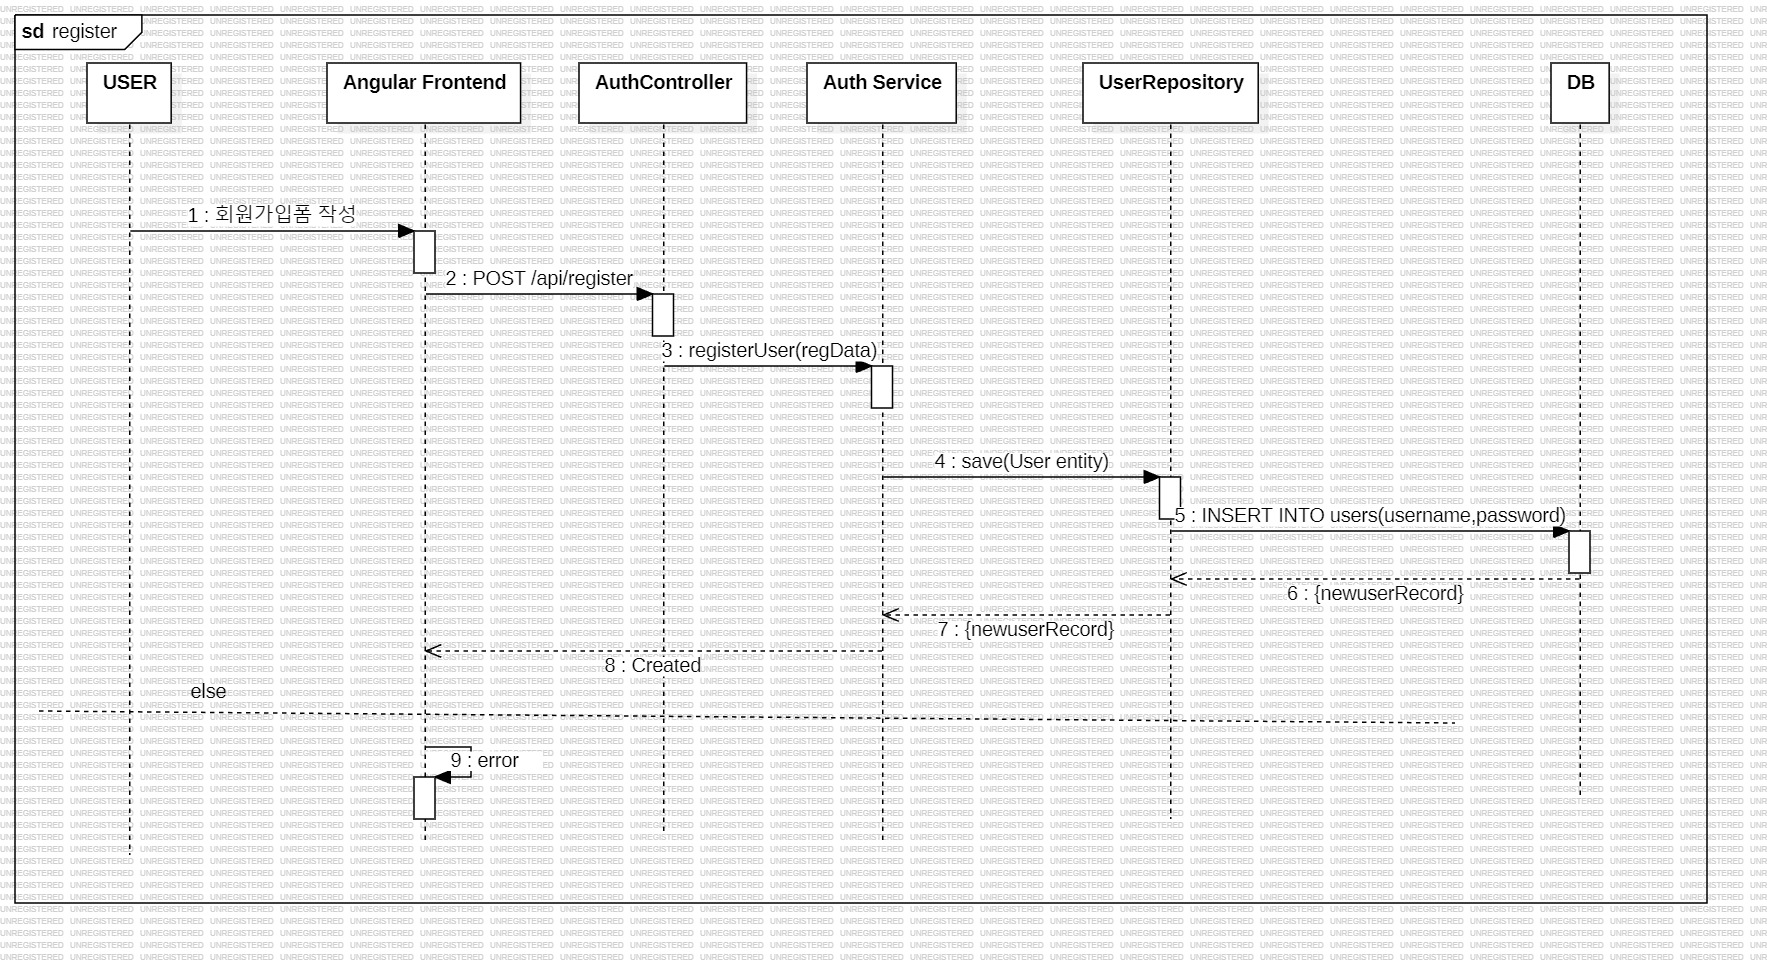 sd register
USER
Angular Frontend
AuthController
Auth Service
UserRepository
DB
1 : 회원가입폼 작성
2 : POST /api/register
3 : registerUser(regData)
4 : save(User entity)
5 : INSERT INTO users(username,password)
6 : {newuserRecord}
7 : {newuserRecord}
8 : Created
else
9 : error
UNREGISTERED